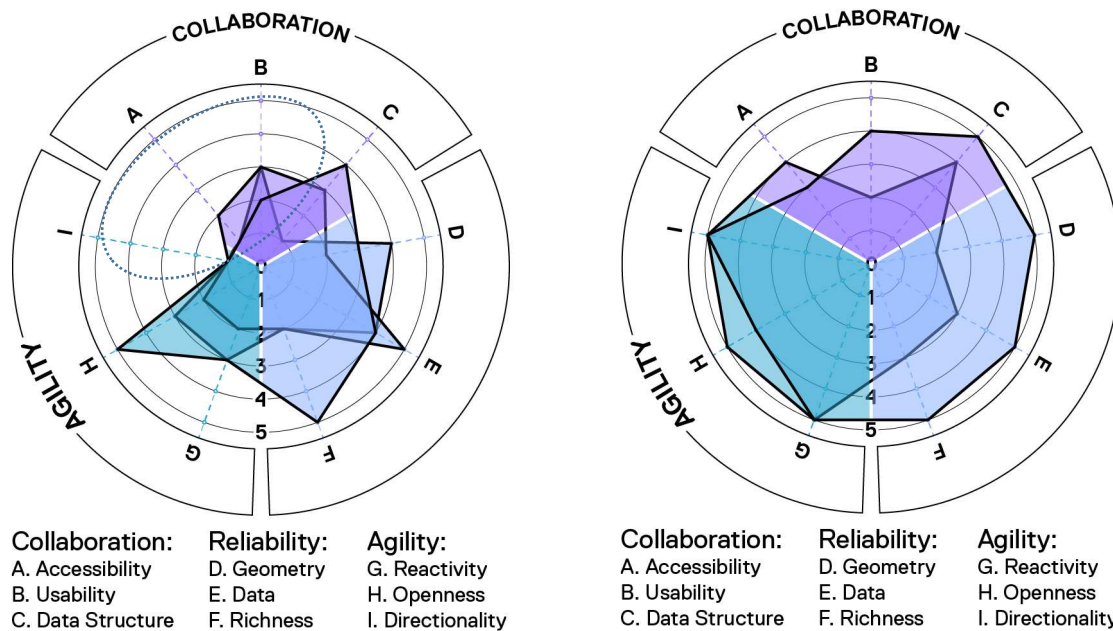 COLLABORATION
B
A
C
I
D
0
1
2
3
4
5
H
E
G
F
AGILITY
Collaboration:
A. Accessibility
B. Usability
C. Data Structure
Reliability:
D. Geometry
E. Data
F. Richness
Agility:
G. Reactivity
H. Openness
I. Directionality
COLLABORATION
B
A
C
I
D
0
1
2
3
4
5
H
E
G
F
AGILITY
Collaboration:
A. Accessibility
B. Usability
C. Data Structure
Reliability:
D. Geometry
E. Data
F. Richness
Agility:
G. Reactivity
H. Openness
I. Directionality